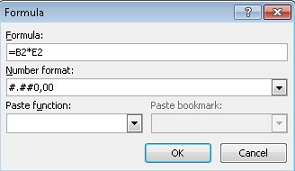 Formula
Formula:
=B2*E2
Number format:
#.##0,00
Paste function: Paste bookmark:
OK Cancel